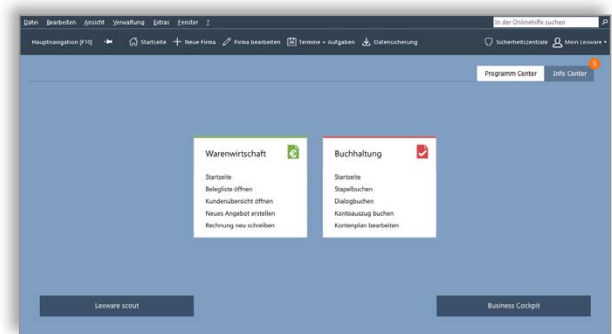 Datei Bearbeiten Ansicht Verwaltung Extras Fenster ?
In der Onlinehilfe suchen
Hauptnavigation [F10] Startseite Neue Firma Firma bearbeiten Termine + Aufgaben Datensicherung Sicherheitszentrale Mein Lexware
5
Programm Center Info Center
Warenwirtschaft
Startseite
Belegliste öffnen
Kundenübersicht öffnen
Neues Angebot erstellen
Rechnung neu schreiben
Buchhaltung
Startseite
Stapelbuchen
Dialogbuchen
Kontoauszug buchen
Kontenplan bearbeiten
Lexware scout
Business Cockpit